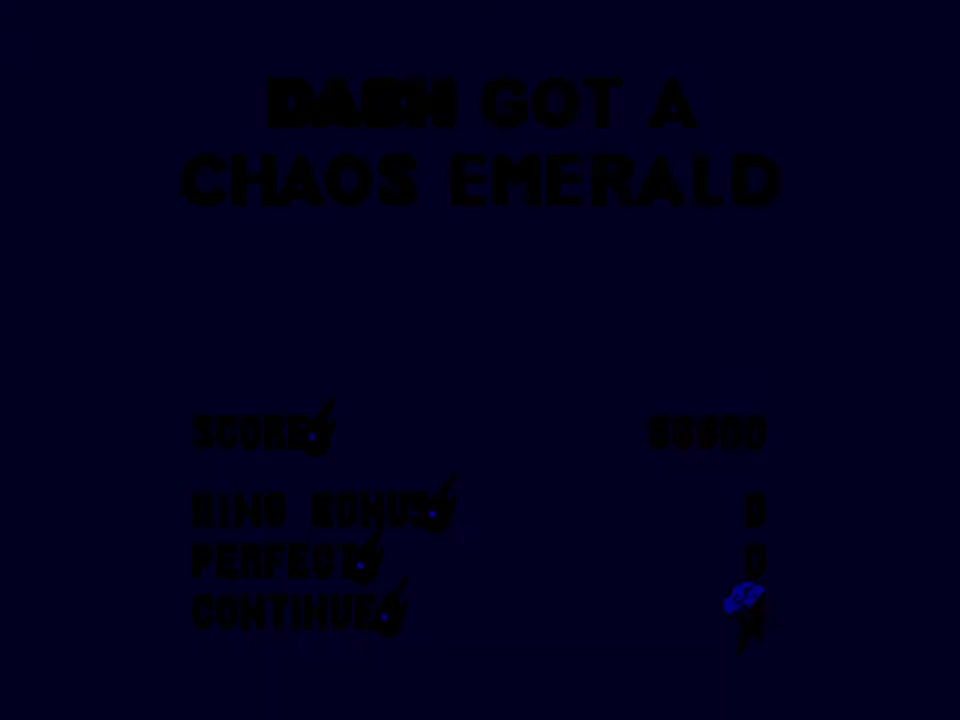 DASH GOT A
CHAOS EMERALD
SCORE
RING BONUS 0
PERFECT 0
CONTINUE